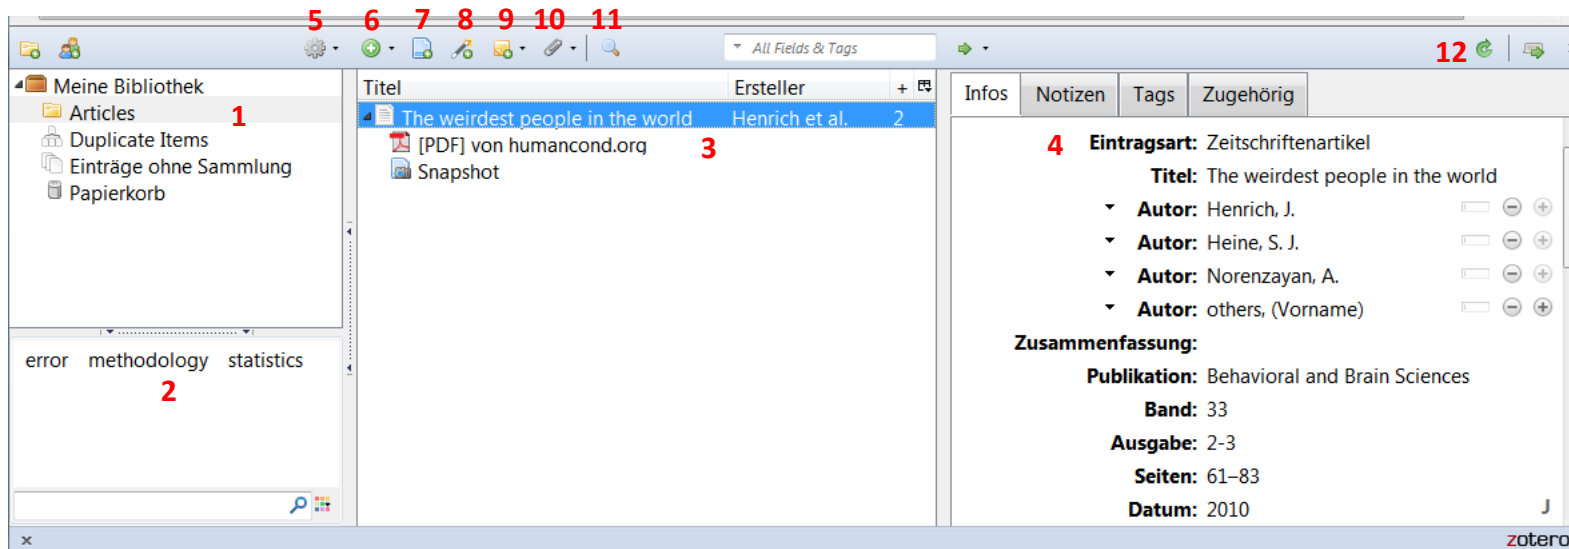 5 6 7 8 9 10 11
All Fields & Tags
12
Meine Bibliothek
Articles
1
Duplicate Items
Einträge ohne Sammlung
Papierkorb
error methodology statistics
2
Titel Ersteller +
The weirdest people in the world Henrich et al. 2
[PDF] von humancond.org
3
Snapshot
Infos Notizen Tags Zugehörig
4
Eintragsart: Zeitschriftenartikel
Titel: The weirdest people in the world
Autor: Henrich, J.
Autor: Heine, S. J.
Autor: Norenzayan, A.
Autor: others, (Vorname)
Zusammenfassung:
Publikation: Behavioral and Brain Sciences
Band: 33
Ausgabe: 2-3
Seiten: 61–83
Datum: 2010 J
x zotero